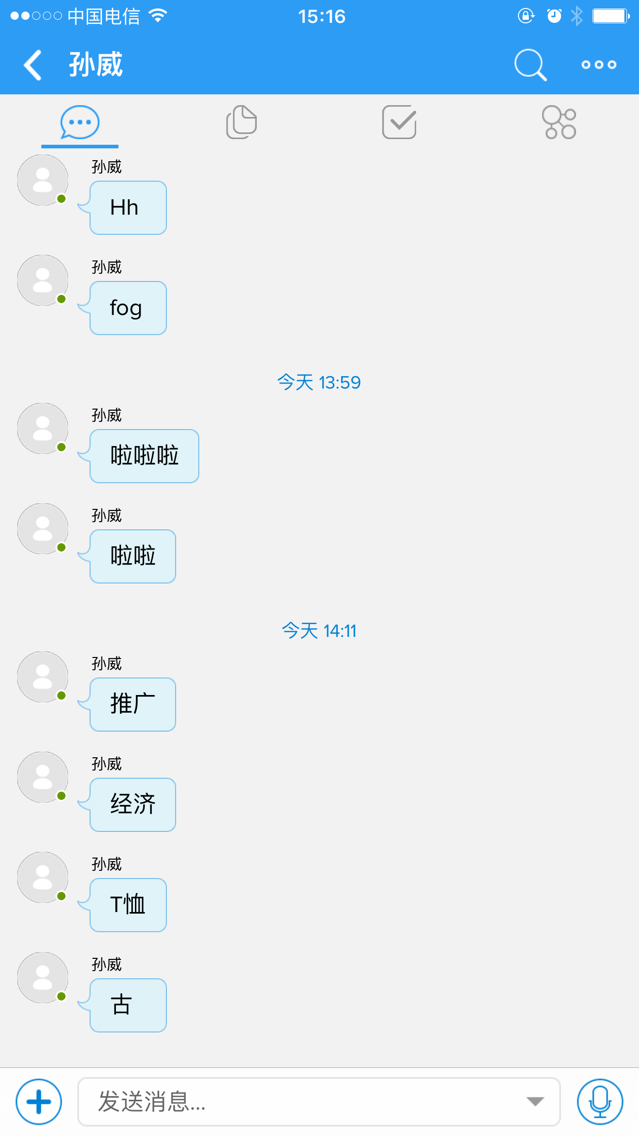 中国电信 15:16
孙威
孙威
Hh
孙威
fog
今天 13:59
孙威
啦啦啦
孙威
啦啦
今天 14:11
孙威
推广
孙威
经济
孙威
T恤
孙威
古
发送消息...